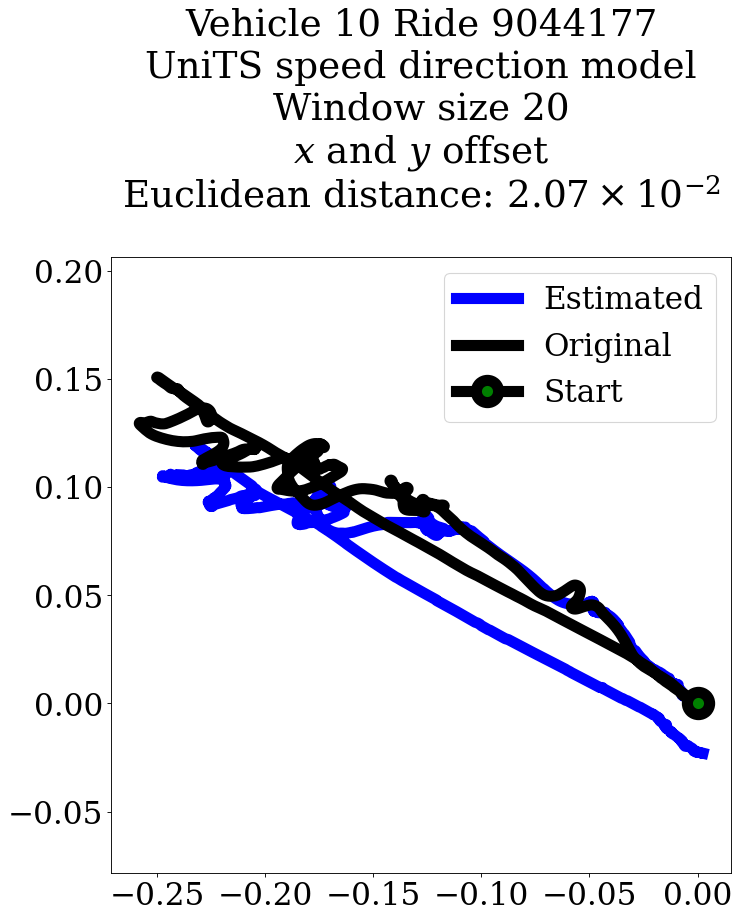 Vehicle 10 Ride 9044177
UniTS speed direction model
Window size 20
x and y offset
Euclidean distance: 2.07 × 10⁻²
0.20
0.15
0.10
0.05
0.00
−0.05
Estimated
Original
Start
−0.25 −0.20 −0.15 −0.10 −0.05 0.00